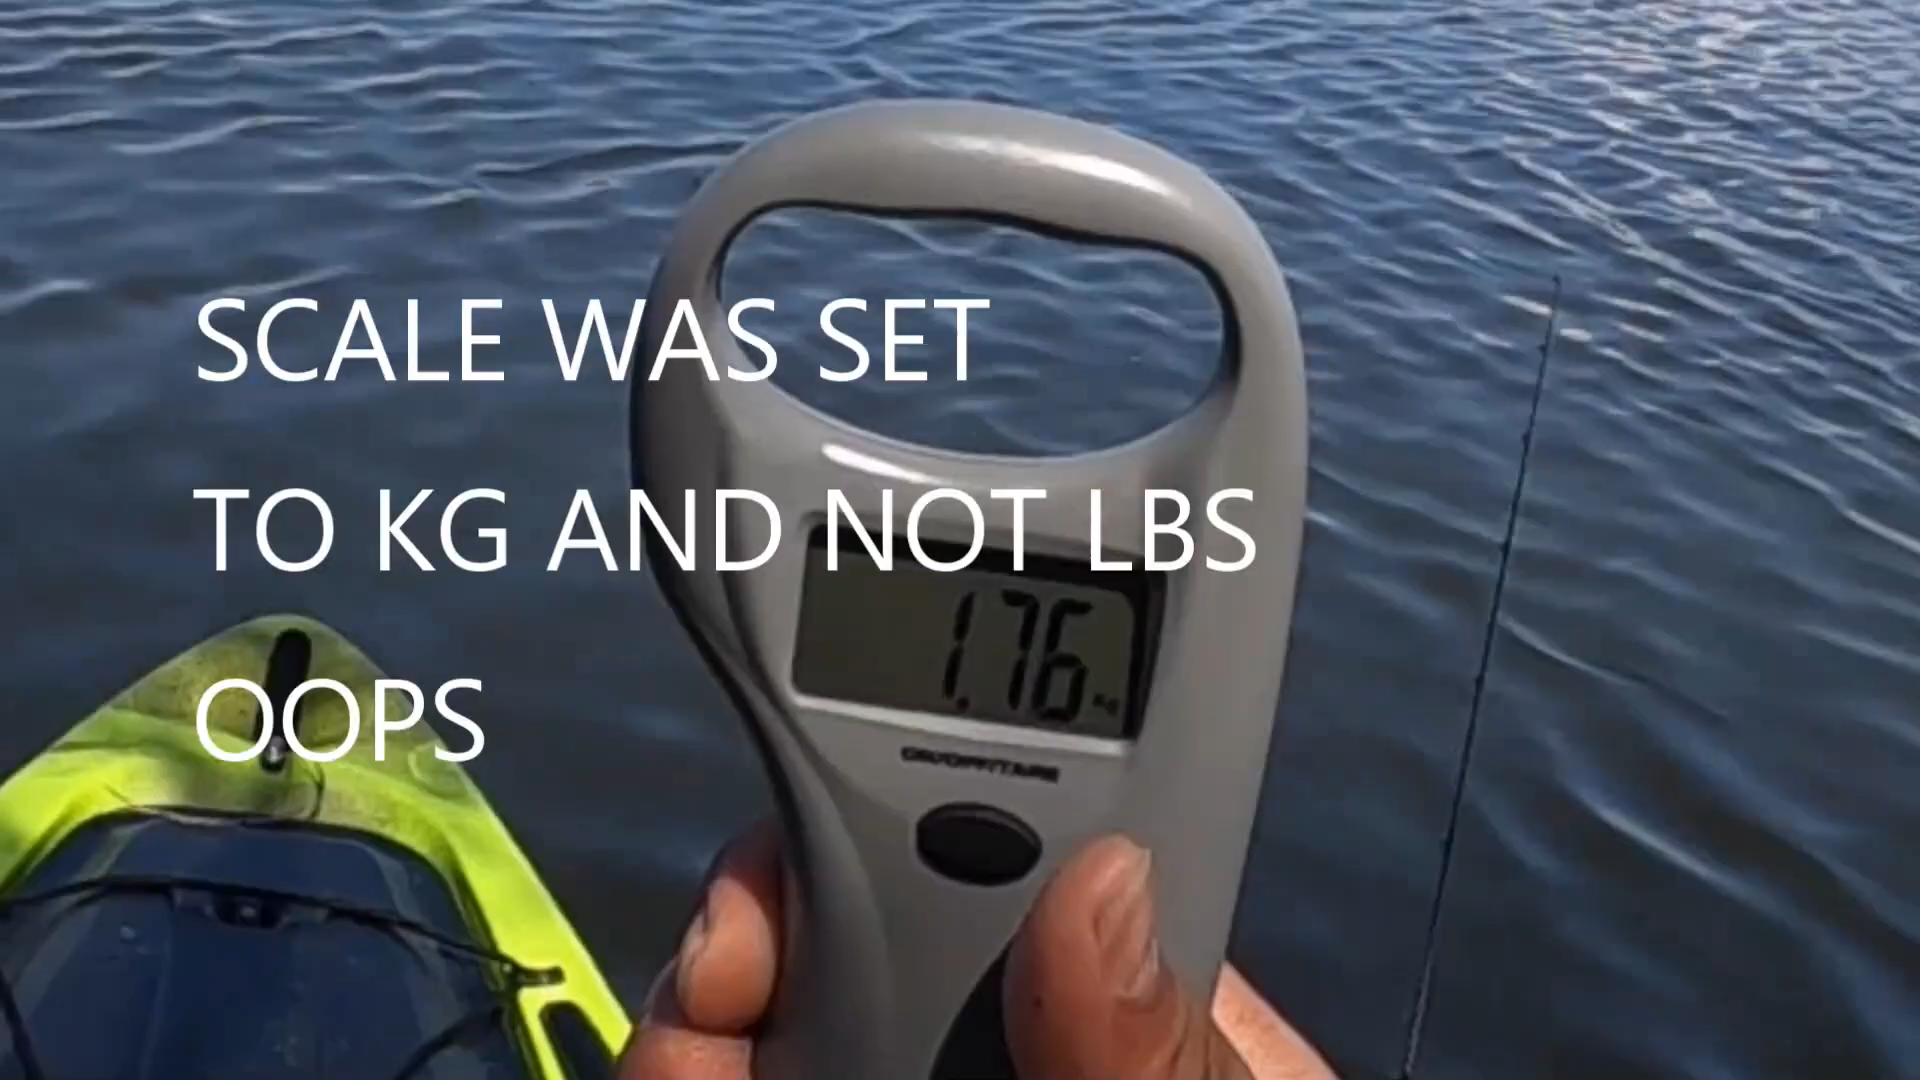 SCALE WAS SET
TO KG AND NOT LBS
OOPS
1.76